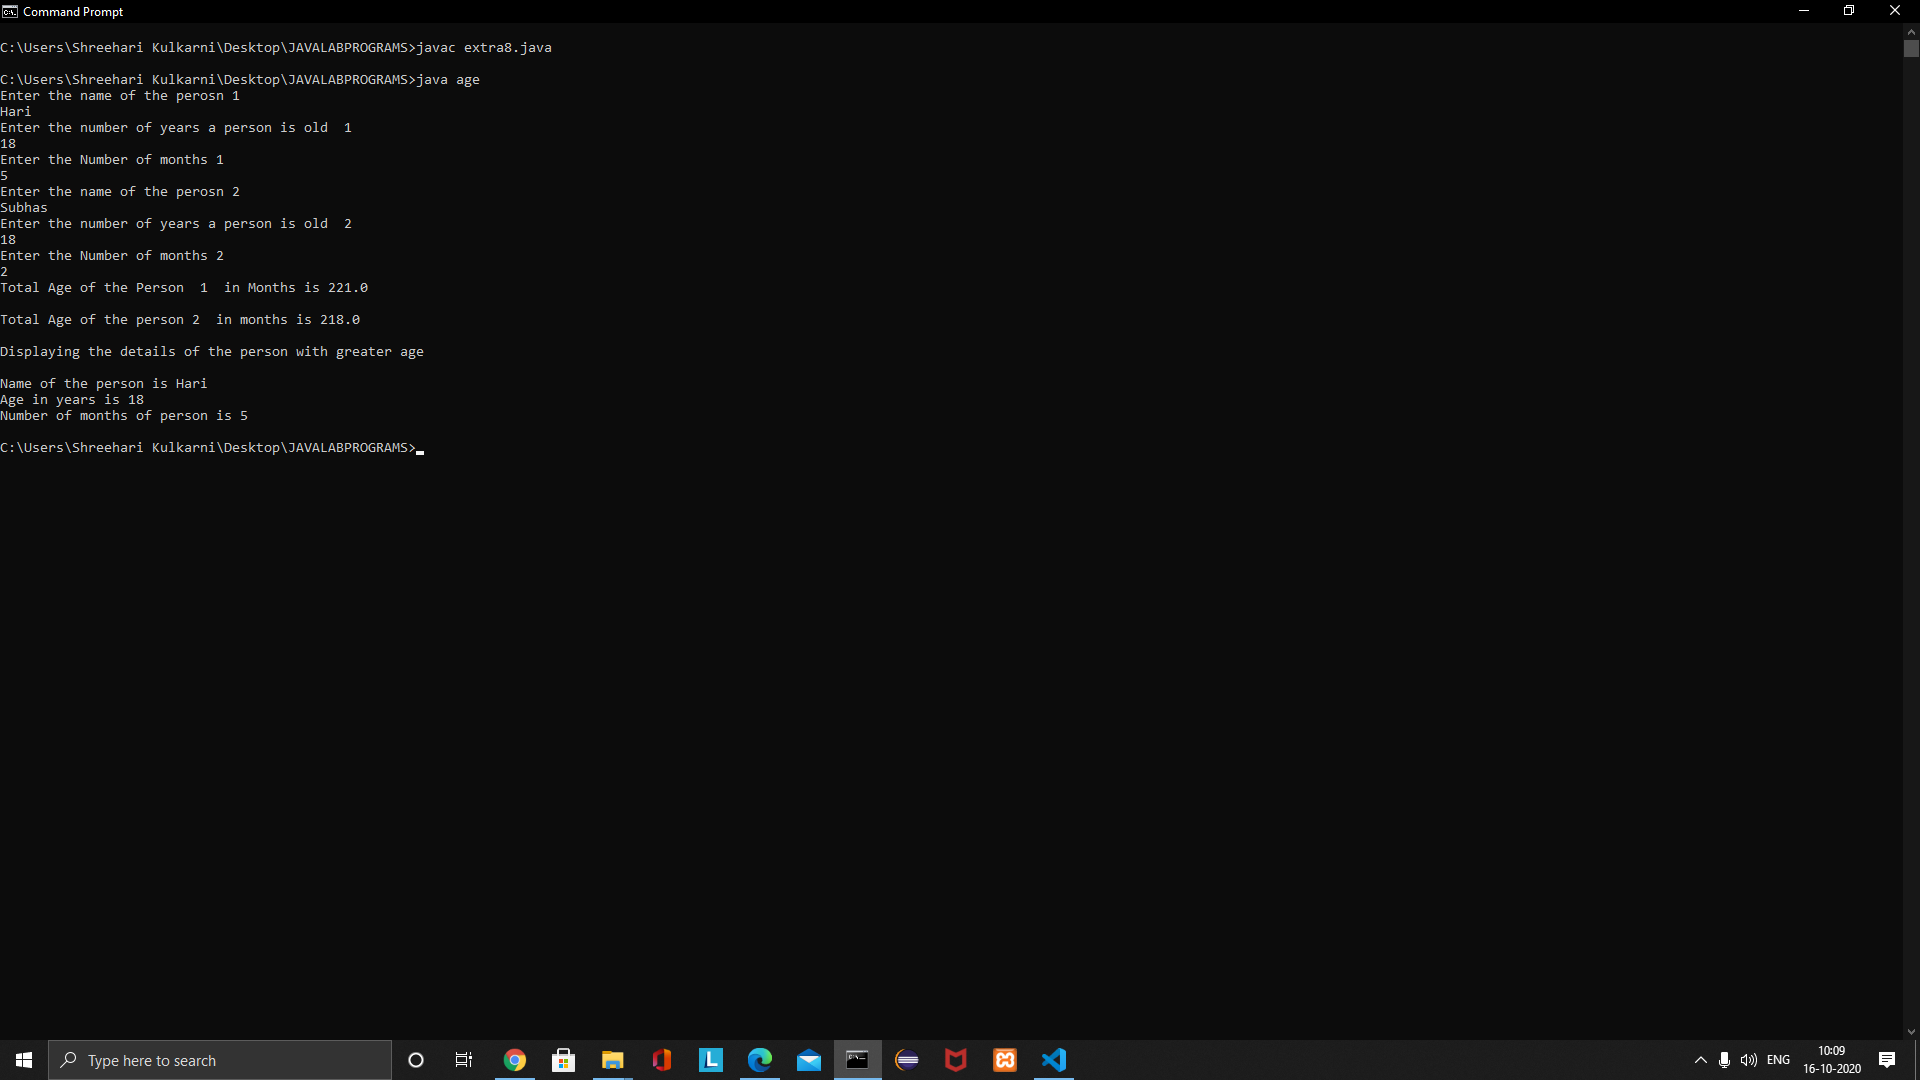 Command Prompt
C:\Users\Shreehari Kulkarni\Desktop\JAVALABPROGRAMS>javac extra8.java
C:\Users\Shreehari Kulkarni\Desktop\JAVALABPROGRAMS>java age
Enter the name of the perosn 1
Hari
Enter the number of years a person is old  1
18
Enter the Number of months 1
5
Enter the name of the perosn 2
Subhas
Enter the number of years a person is old  2
18
Enter the Number of months 2
2
Total Age of the Person  1  in Months is 221.0
Total Age of the person 2  in months is 218.0
Displaying the details of the person with greater age
Name of the person is Hari
Age in years is 18
Number of months of person is 5
C:\Users\Shreehari Kulkarni\Desktop\JAVALABPROGRAMS>
Type here to search
L
ENG
10:09
16-10-2020